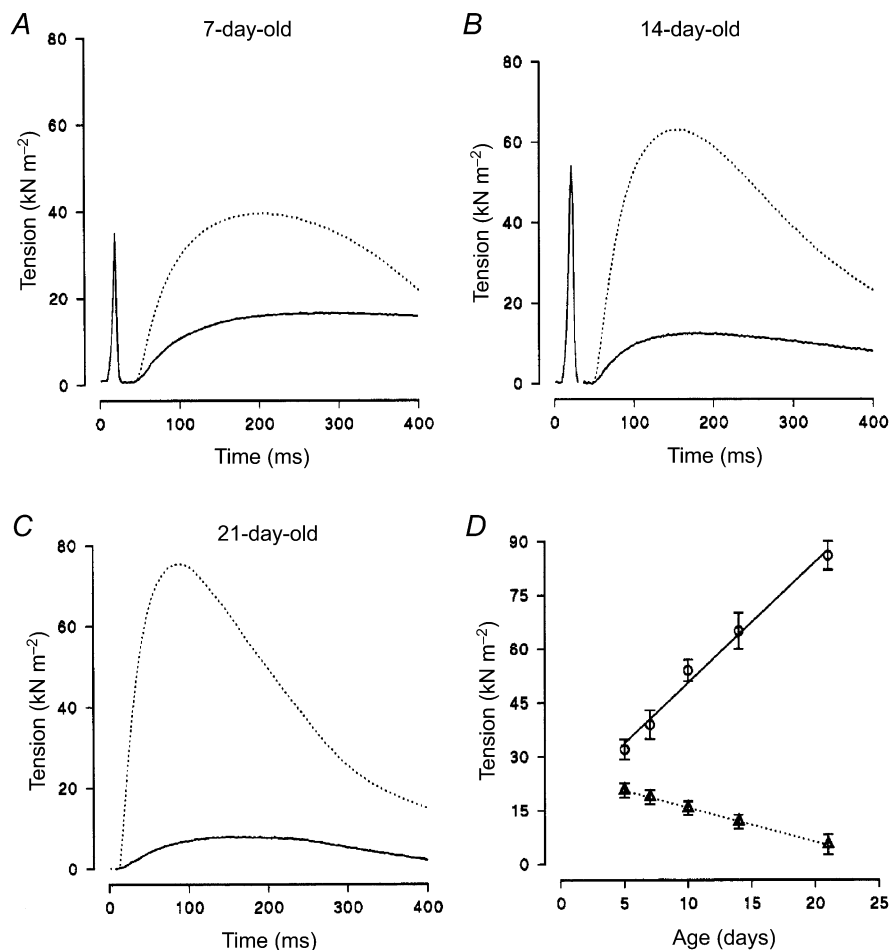 A
7-day-old
80
60
40
20
0
Tension (kN m−2)
0 100 200 300 400
Time (ms)
B
14-day-old
80
60
40
20
0
Tension (kN m−2)
0 100 200 300 400
Time (ms)
C
21-day-old
80
60
40
20
0
Tension (kN m−2)
0 100 200 300 400
Time (ms)
D
90
75
60
45
30
15
0
Tension (kN m−2)
0 5 10 15 20 25
Age (days)